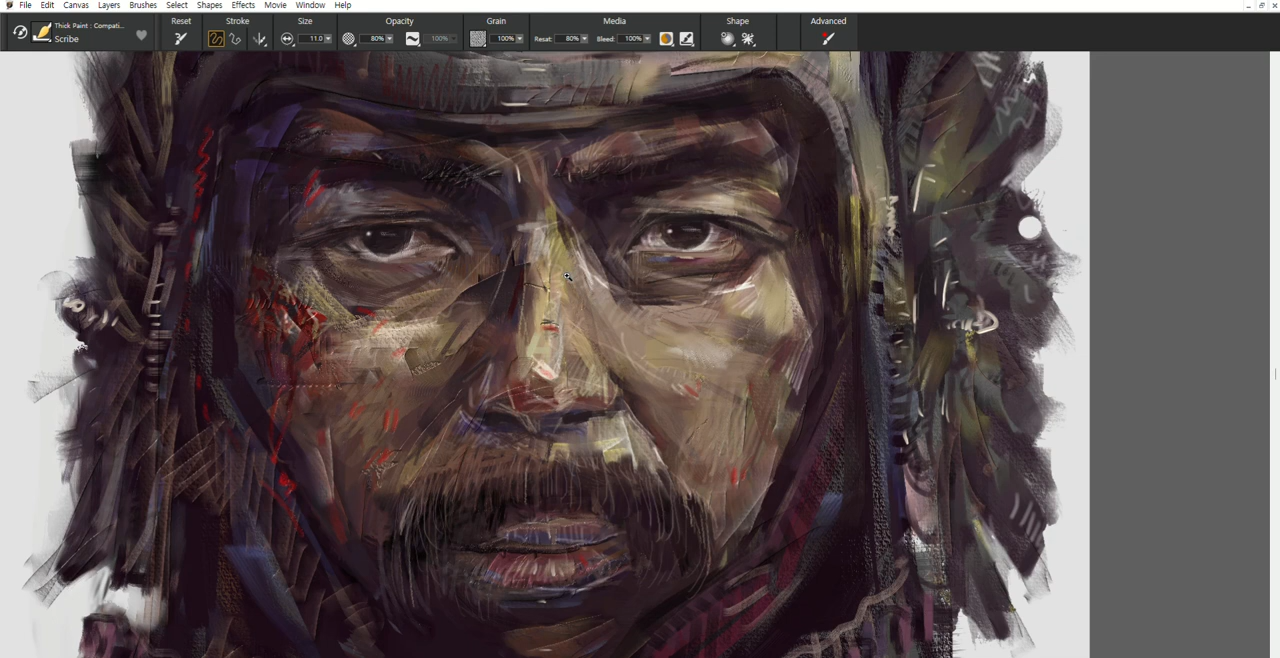 File Edit Canvas Layers Brushes Select Shapes Effects Movie Window Help
Thick Paint : Compati...
Scribe
Reset Stroke Size Opacity Grain Media Shape Advanced
11.0 80% 100% 100% Resat: 80% Bleed: 100%